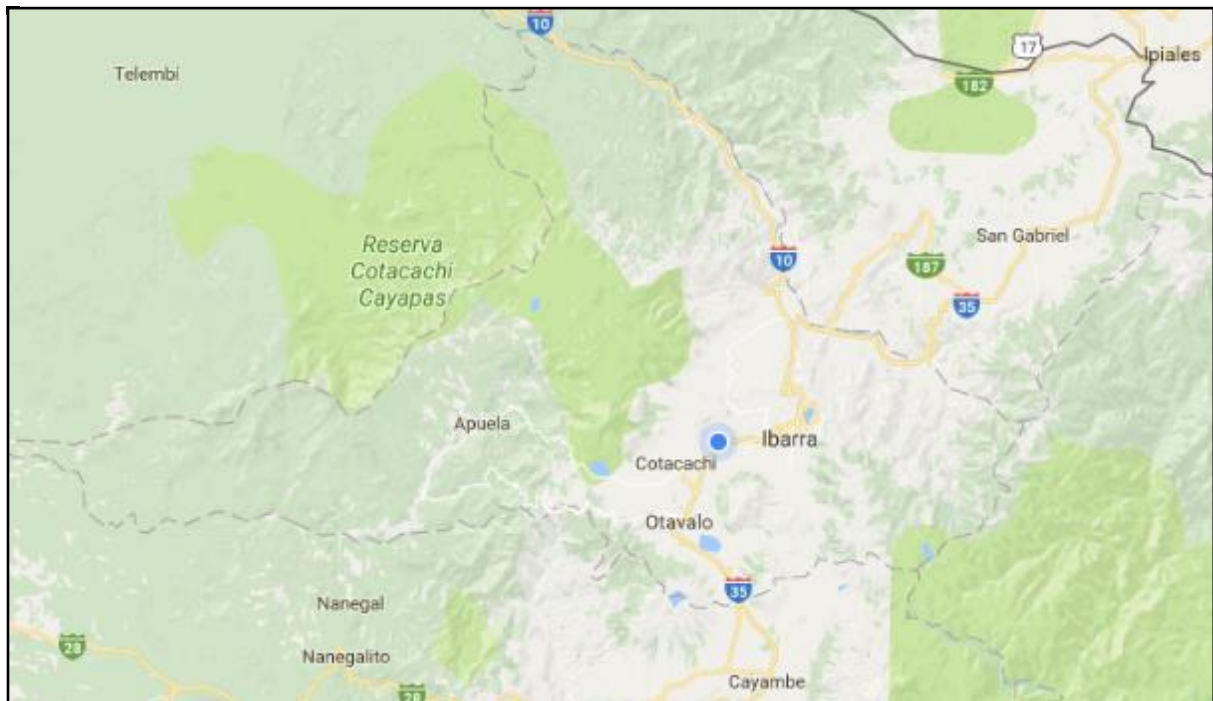 10
17
Ipiales
Telembí
182
San Gabriel
Reserva
Cotacachi
Cayapas
10
187
35
Apuela
Ibarra
Cotacachi
Otavalo
35
Nanegal
28
Nanegalito
Cayambe
28